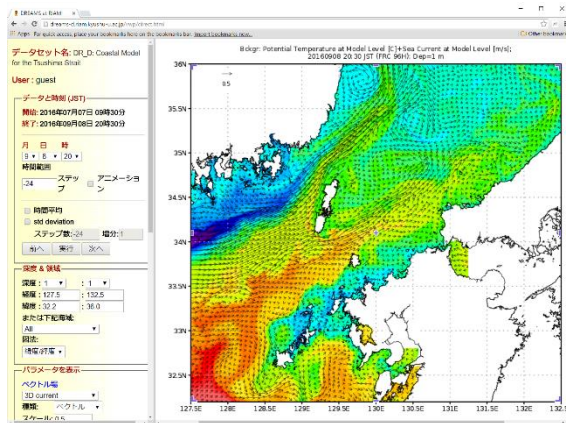 DREAMS at RIAM
dreams-d.riam.kyushu-u.ac.jp/mvp/direct.html
Apps For quick access, place your bookmarks here on the bookmarks bar. Import bookmarks now...
Other bookmarks
データセット名: DR_D: Coastal Model
for the Tsushima Strait
User : guest
データと時刻 (JST)
開始: 2016年07月07日 09時30分
終了: 2016年09月08日 20時30分
月 日 時
9 8 20
時間範囲
-24 ステップ アニメーション
時間平均
std deviation
ステップ数:-24 増分:1
前へ 実行 次へ
深度 & 領域
深度 : 1 : 1
経度 : 127.5 : 132.5
緯度 : 32.2 : 36.0
または下記海域:
All
図法:
緯度/経度
パラメータを表示
ベクトル場
3D current
種類: ベクトル
スケール: 0.5
Bckgr: Potential Temperature at Model Level [C]+Sea Current at Model Level [m/s];
20160908 20:30 JST (FRC 96H): Dep=1 m
0.5
36N
35.5N
35N
34.5N
34N
33.5N
33N
32.5N
127.5E 128E 128.5E 129E 129.5E 130E 130.5E 131E 131.5E 132E 132.5E